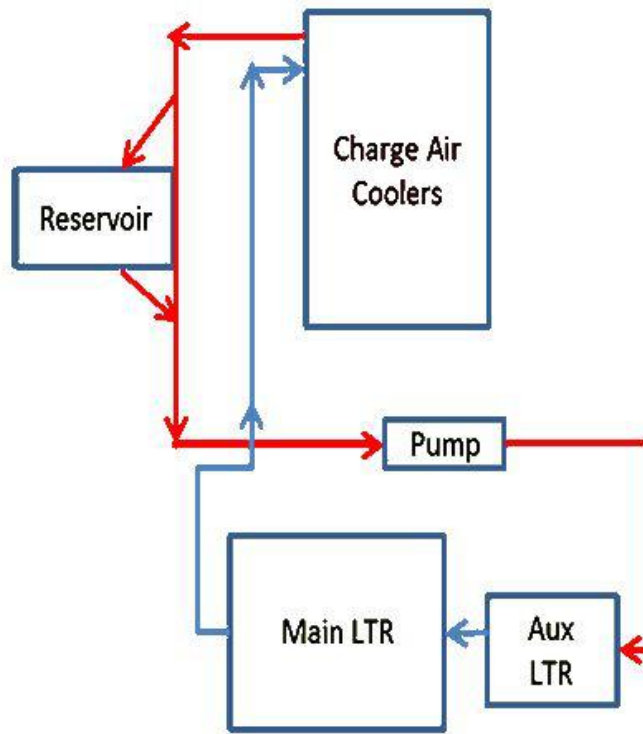 Charge Air
Coolers
Reservoir
Pump
Main LTR
Aux
LTR